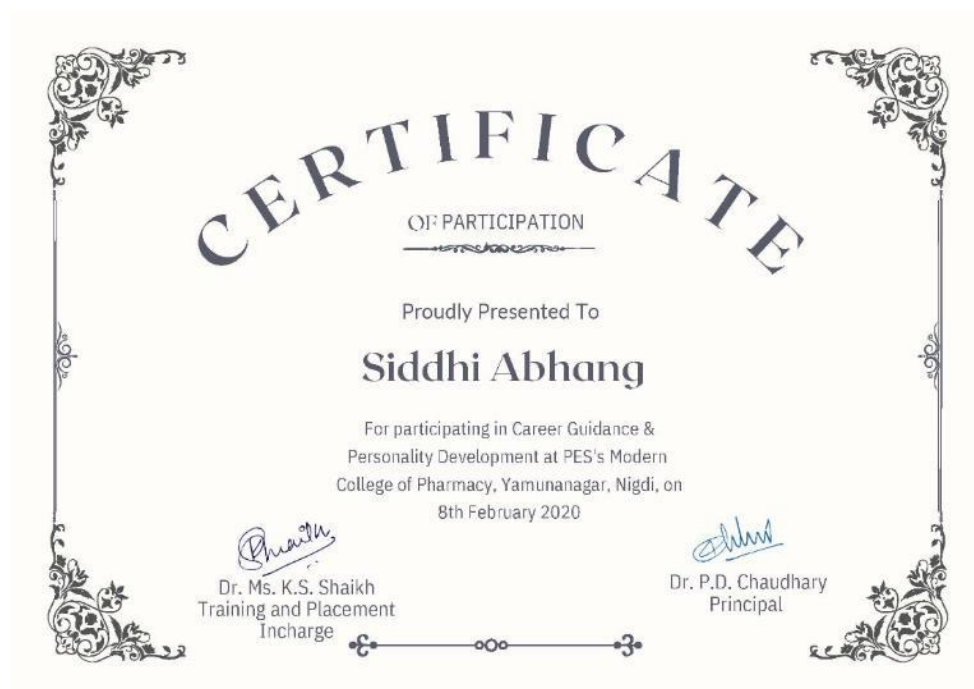 CERTIFICATE
OF PARTICIPATION
Proudly Presented To
Siddhi Abhang
For participating in Career Guidance &
Personality Development at PES's Modern
College of Pharmacy, Yamunanagar, Nigdi, on
8th February 2020
Dr. Ms. K.S. Shaikh
Training and Placement
Incharge
Dr. P.D. Chaudhary
Principal